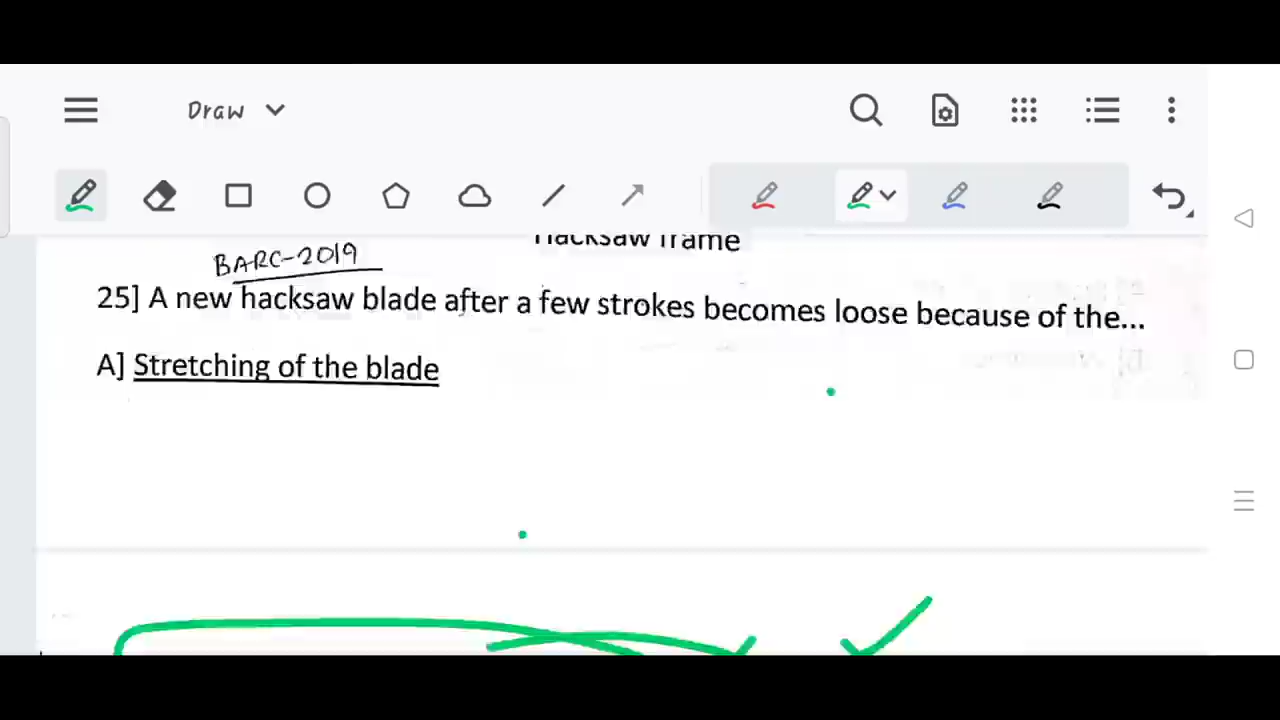 Draw
Hacksaw frame
BARC-2019
25] A new hacksaw blade after a few strokes becomes loose because of the...
A] Stretching of the blade